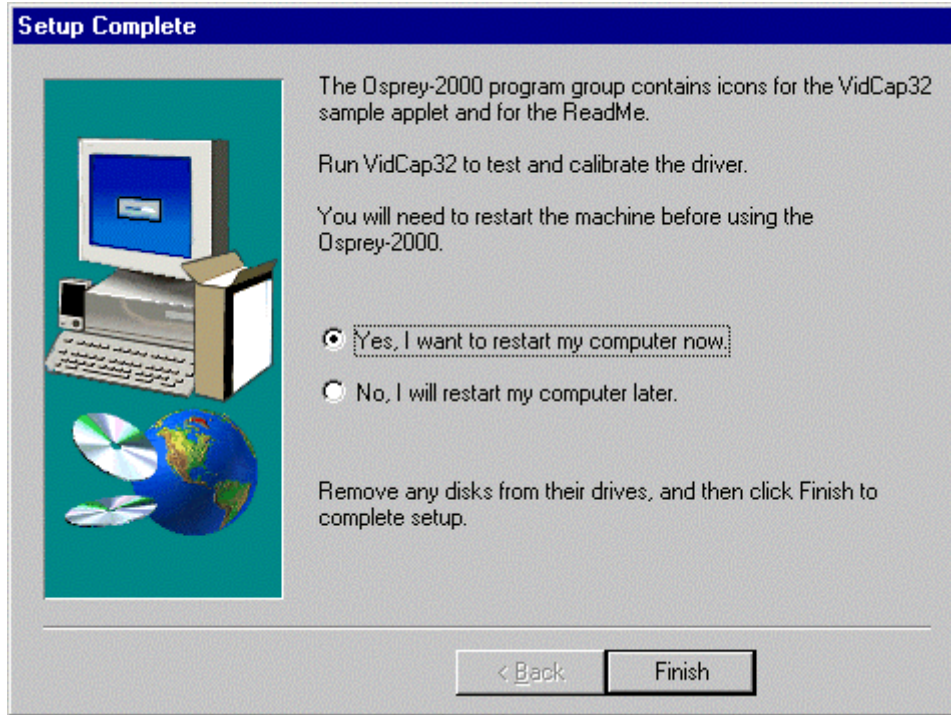 Setup Complete
The Osprey-2000 program group contains icons for the VidCap32
sample applet and for the ReadMe.
Run VidCap32 to test and calibrate the driver.
You will need to restart the machine before using the
Osprey-2000.
Yes, I want to restart my computer now.
No, I will restart my computer later.
Remove any disks from their drives, and then click Finish to
complete setup.
< Back
Finish